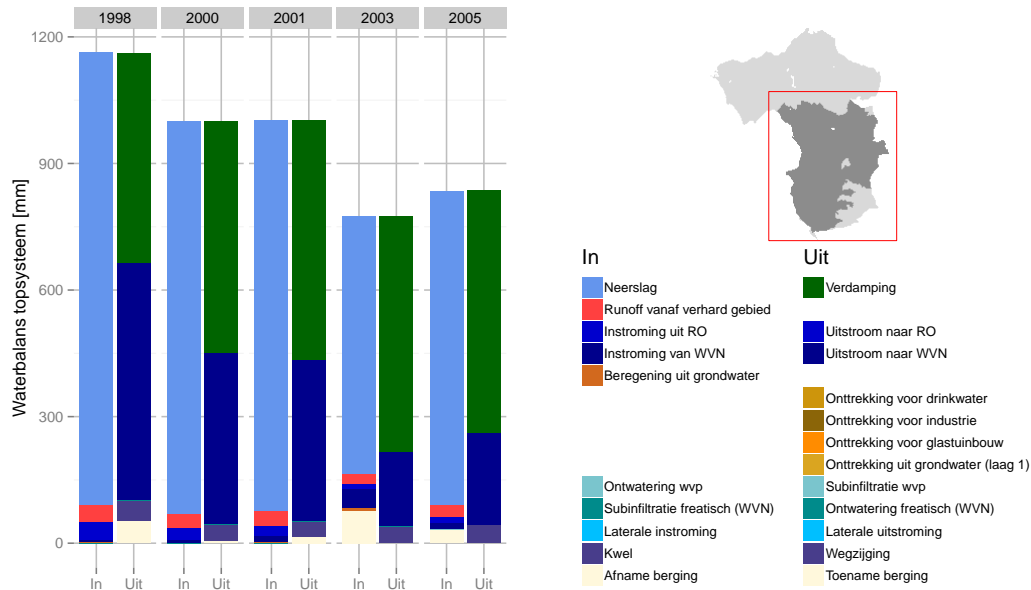 1998 2000 2001 2003 2005
Waterbalans topsysteem [mm]
1200
900
600
300
0
In Uit In Uit In Uit In Uit In Uit
In
Neerslag
Runoff vanaf verhard gebied
Instroming uit RO
Instroming van WVN
Beregening uit grondwater
Ontwatering wvp
Subinfiltratie freatisch (WVN)
Laterale instroming
Kwel
Afname berging
Uit
Verdamping
Uitstroom naar RO
Uitstroom naar WVN
Onttrekking voor drinkwater
Onttrekking voor industrie
Onttrekking voor glastuinbouw
Onttrekking uit grondwater (laag 1)
Subinfiltratie wvp
Ontwatering freatisch (WVN)
Laterale uitstroming
Wegzijging
Toename berging